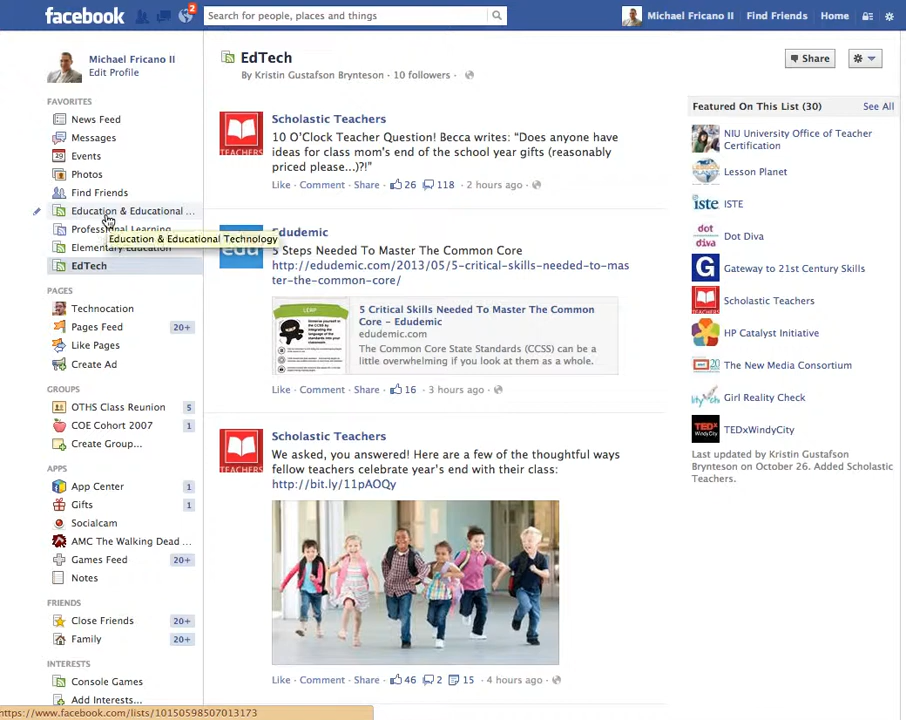 facebook
2
Search for people, places and things
Michael Fricano II
Find Friends
Home
Michael Fricano II
Edit Profile
FAVORITES
News Feed
Messages
Events
Photos
Find Friends
Education & Educational ...
Professional Learning
Education & Educational Technology
Elementary Education
EdTech
PAGES
Technocation
Pages Feed 20+
Like Pages
Create Ad
GROUPS
OTHS Class Reunion 5
COE Cohort 2007 1
Create Group...
APPS
App Center 1
Gifts 1
Socialcam
AMC The Walking Dead ...
Games Feed 20+
Notes
FRIENDS
Close Friends 20+
Family 20+
INTERESTS
Console Games
Add Interests...
https://www.facebook.com/lists/10150598507013173
EdTech
By Kristin Gustafson Brynteson · 10 followers ·
Share
TEACHERS
Scholastic Teachers
10 O'Clock Teacher Question! Becca writes: "Does anyone have
ideas for class mom's end of the school year gifts (reasonably
priced please...)?!"
Like · Comment · Share · 26 118 · 2 hours ago ·
edu
Edudemic
5 Steps Needed To Master The Common Core
http://edudemic.com/2013/05/5-critical-skills-needed-to-mas
ter-the-common-core/
LEAP
5 Critical Skills Needed To Master The Common
Core – Edudemic
edudemic.com
The Common Core State Standards (CCSS) can be a
little overwhelming if you look at them as a whole.
Like · Comment · Share · 16 · 3 hours ago ·
TEACHERS
Scholastic Teachers
We asked, you answered! Here are a few of the thoughtful ways
fellow teachers celebrate year's end with their class:
http://bit.ly/11pAOQy
Like · Comment · Share · 46 2 15 · 4 hours ago ·
Featured On This List (30) See All
NIU University Office of Teacher
Certification
Lesson Planet
iste
ISTE
dot
diva
Dot Diva
G
Gateway to 21st Century Skills
Scholastic Teachers
HP Catalyst Initiative
The New Media Consortium
Girl Reality Check
TEDx
TEDxWindyCity
Last updated by Kristin Gustafson
Brynteson on October 26. Added Scholastic
Teachers.